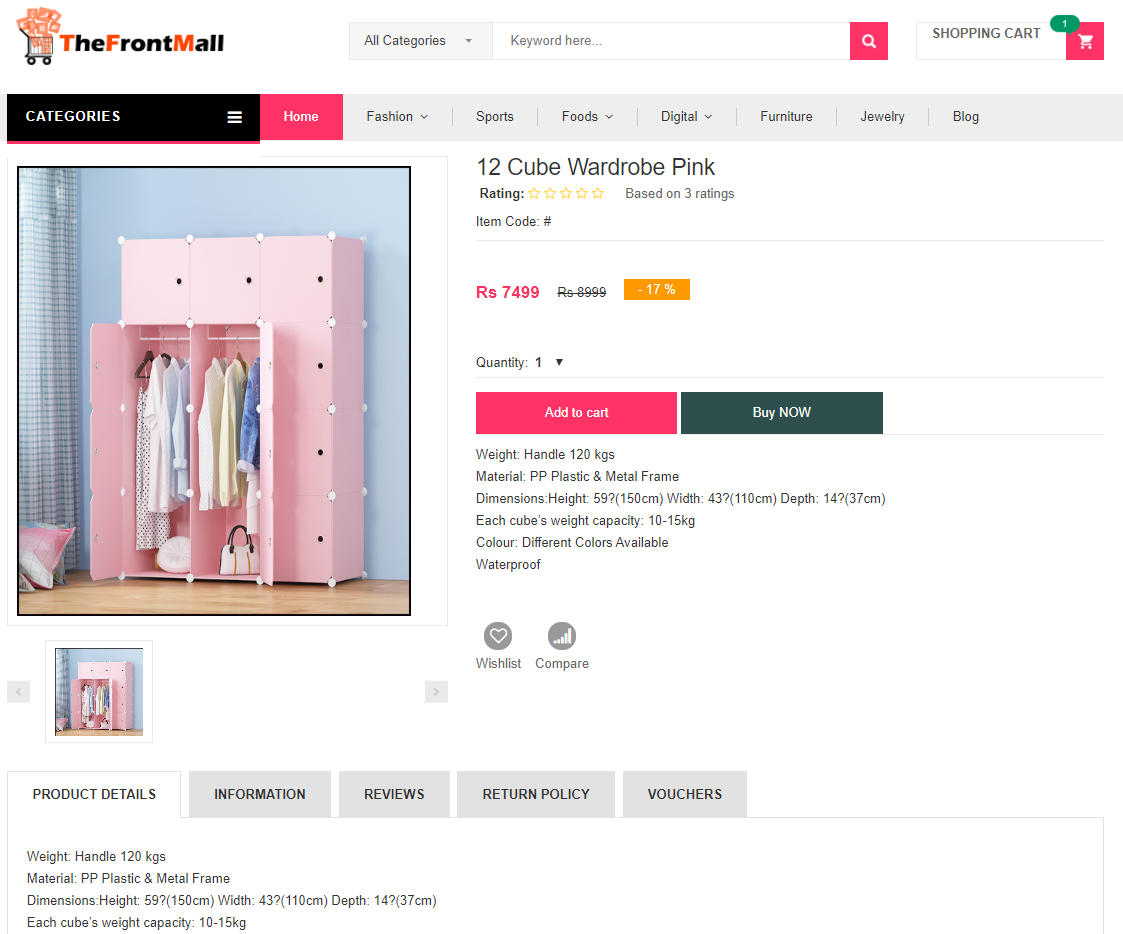 TheFrontMall
All Categories
Keyword here...
SHOPPING CART
1
CATEGORIES
Home
Fashion
Sports
Foods
Digital
Furniture
Jewelry
Blog
12 Cube Wardrobe Pink
Rating: Based on 3 ratings
Item Code: #
Rs 7499 Rs 8999 - 17 %
Quantity: 1
Add to cart
Buy NOW
Weight: Handle 120 kgs
Material: PP Plastic & Metal Frame
Dimensions:Height: 59?(150cm) Width: 43?(110cm) Depth: 14?(37cm)
Each cube's weight capacity: 10-15kg
Colour: Different Colors Available
Waterproof
Wishlist
Compare
PRODUCT DETAILS
INFORMATION
REVIEWS
RETURN POLICY
VOUCHERS
Weight: Handle 120 kgs
Material: PP Plastic & Metal Frame
Dimensions:Height: 59?(150cm) Width: 43?(110cm) Depth: 14?(37cm)
Each cube's weight capacity: 10-15kg